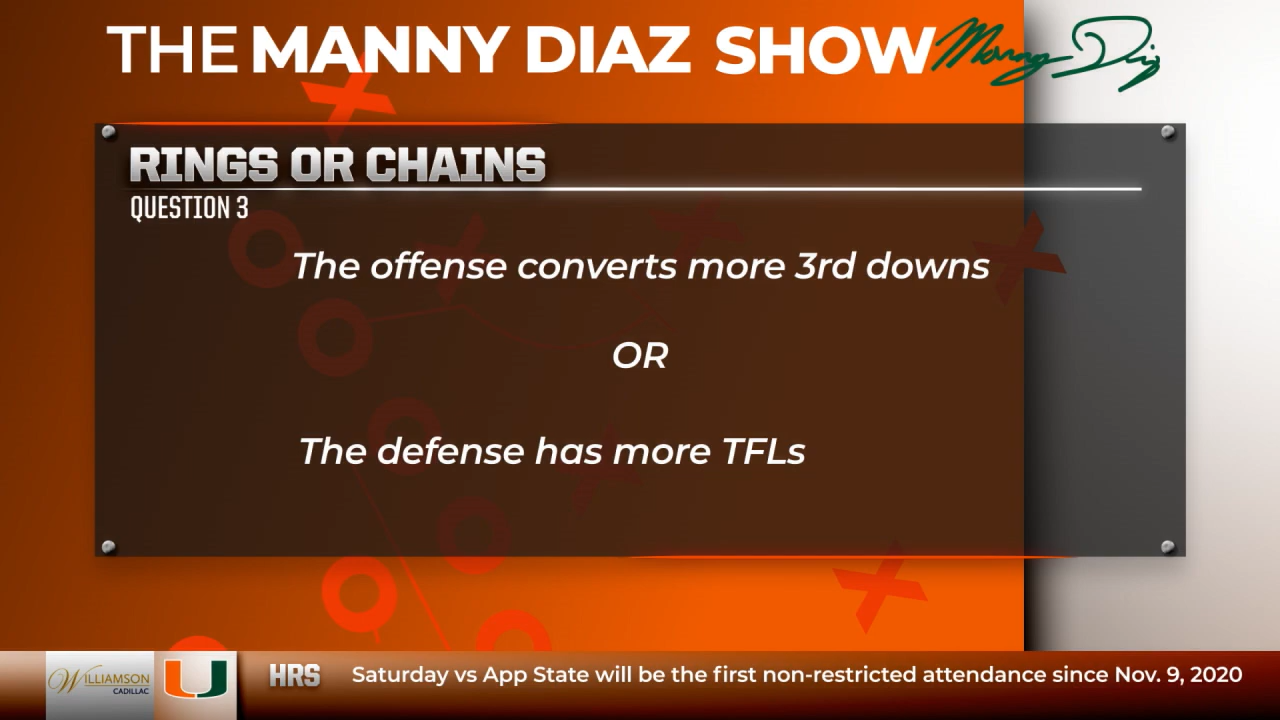 THE MANNY DIAZ SHOW Manny Diaz
RINGS OR CHAINS
QUESTION 3
The offense converts more 3rd downs
OR
The defense has more TFLs
WILLIAMSON
CADILLAC
U
HRS
Saturday vs App State will be the first non-restricted attendance since Nov. 9, 2020